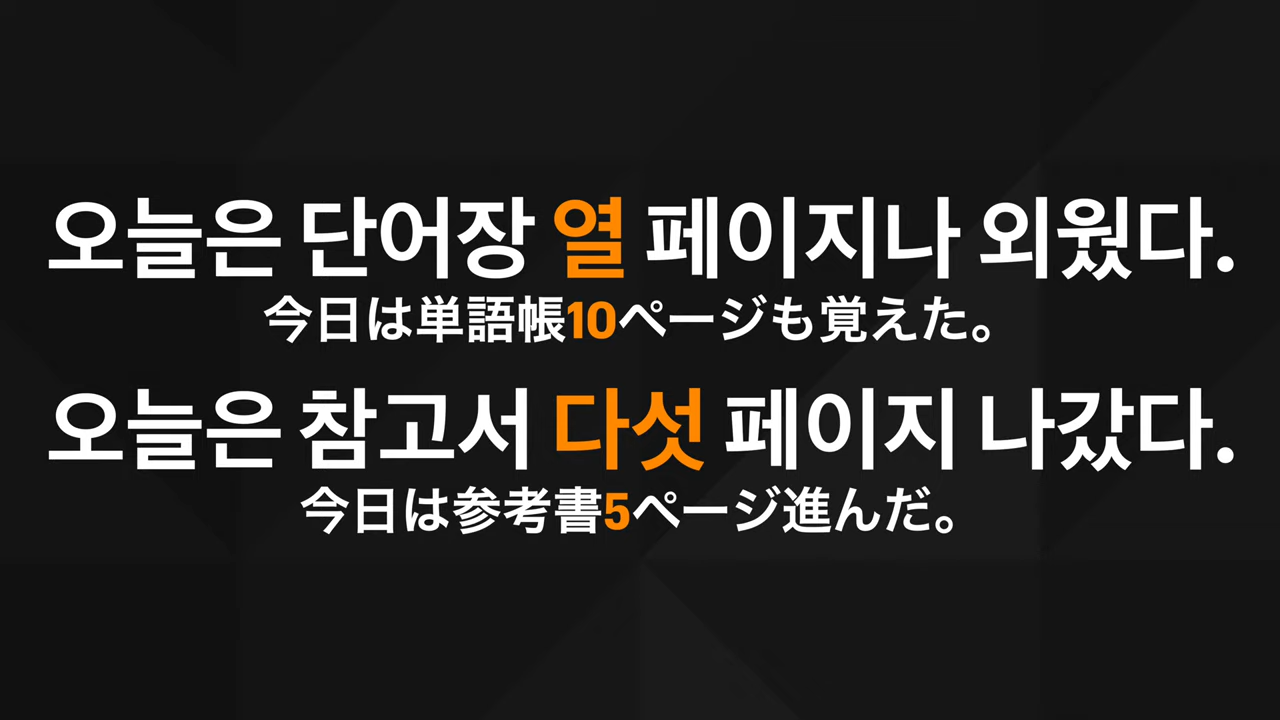 오늘은 단어장 열 페이지나 외웠다.
今日は単語帳10ページも覚えた。
오늘은 참고서 다섯 페이지 나갔다.
今日は参考書5ページ進んだ。